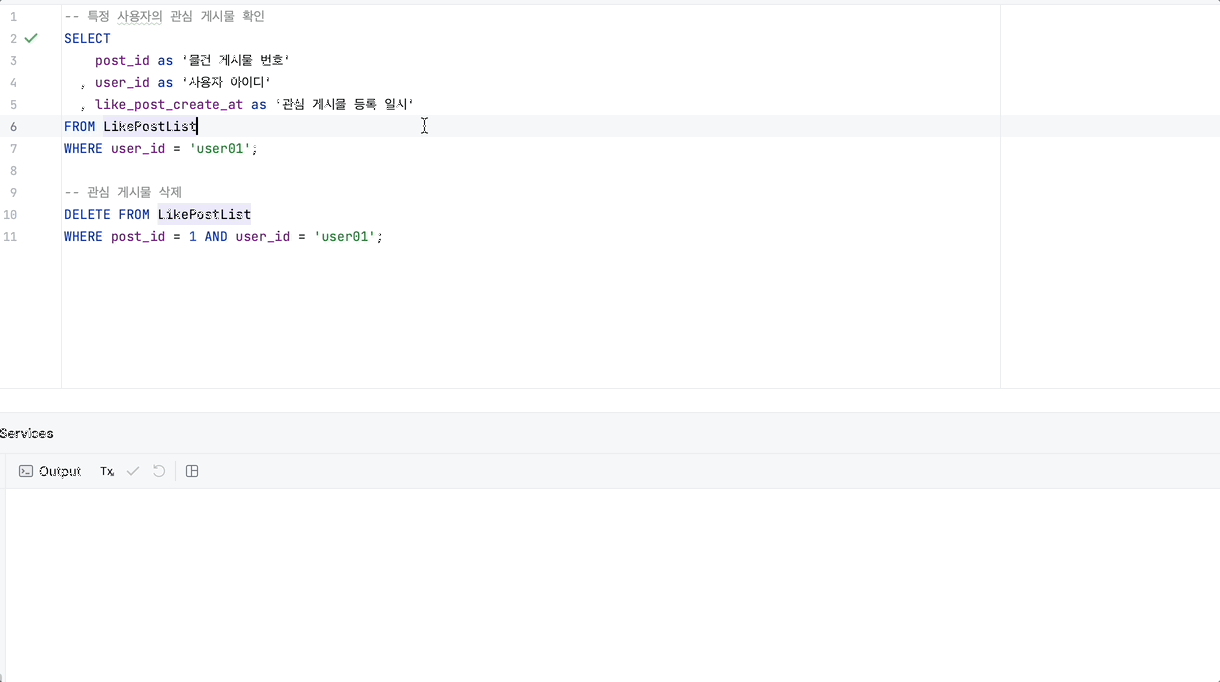 1 -- 특정 사용자의 관심 게시물 확인
2 SELECT
3 post_id as '물건 게시물 번호'
4 , user_id as '사용자 아이디'
5 , like_post_create_at as '관심 게시물 등록 일시'
6 FROM LikePostList
7 WHERE user_id = 'user01';
8
9 -- 관심 게시물 삭제
10 DELETE FROM LikePostList
11 WHERE post_id = 1 AND user_id = 'user01';
Services
Output Tx